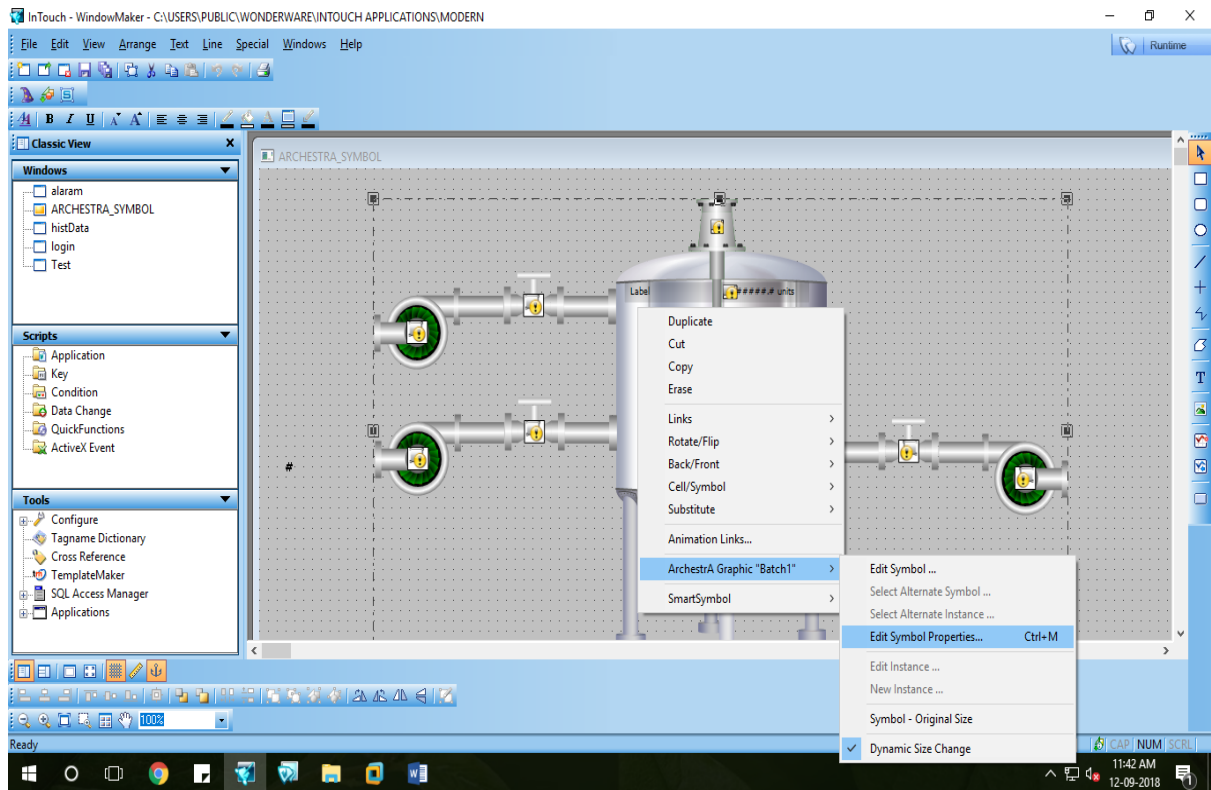 InTouch - WindowMaker - C:\USERS\PUBLIC\WONDERWARE\INTOUCH APPLICATIONS\MODERN
File Edit View Arrange Text Line Special Windows Help
Runtime
Classic View
Windows
alaram
ARCHESTRA_SYMBOL
histData
login
Test
Scripts
Application
Key
Condition
Data Change
QuickFunctions
ActiveX Event
Tools
Configure
Tagname Dictionary
Cross Reference
TemplateMaker
SQL Access Manager
Applications
ARCHESTRA_SYMBOL
Label #####.# units
#
Duplicate
Cut
Copy
Erase
Links
Rotate/Flip
Back/Front
Cell/Symbol
Substitute
Animation Links...
ArchestrA Graphic "Batch1"
SmartSymbol
Edit Symbol ...
Select Alternate Symbol ...
Select Alternate Instance ...
Edit Symbol Properties... Ctrl+M
Edit Instance ...
New Instance ...
Symbol - Original Size
Dynamic Size Change
100%
Ready
CAP NUM SCRL
11:42 AM
12-09-2018